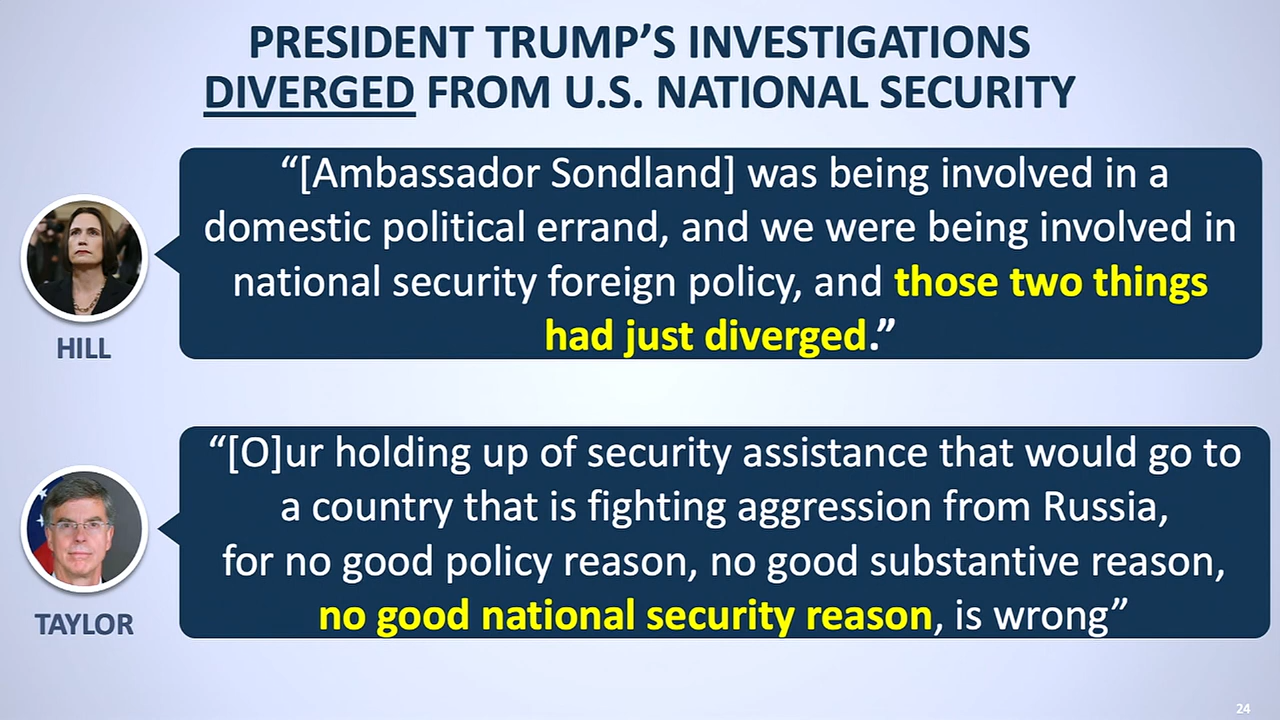 PRESIDENT TRUMP’S INVESTIGATIONS
DIVERGED FROM U.S. NATIONAL SECURITY
“[Ambassador Sondland] was being involved in a
domestic political errand, and we were being involved in
national security foreign policy, and those two things
had just diverged.”
HILL
“[O]ur holding up of security assistance that would go to
a country that is fighting aggression from Russia,
for no good policy reason, no good substantive reason,
no good national security reason, is wrong”
TAYLOR
24